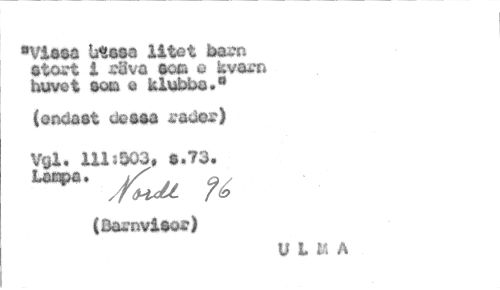 "Vissa vessa litet barn
stort i räva som e kvarn
huvet som e klubba."
(endast dessa rader)
Vgl. 111:503, s.73.
Lampa.
Nordl 96
(Barnvisor)
U L M A